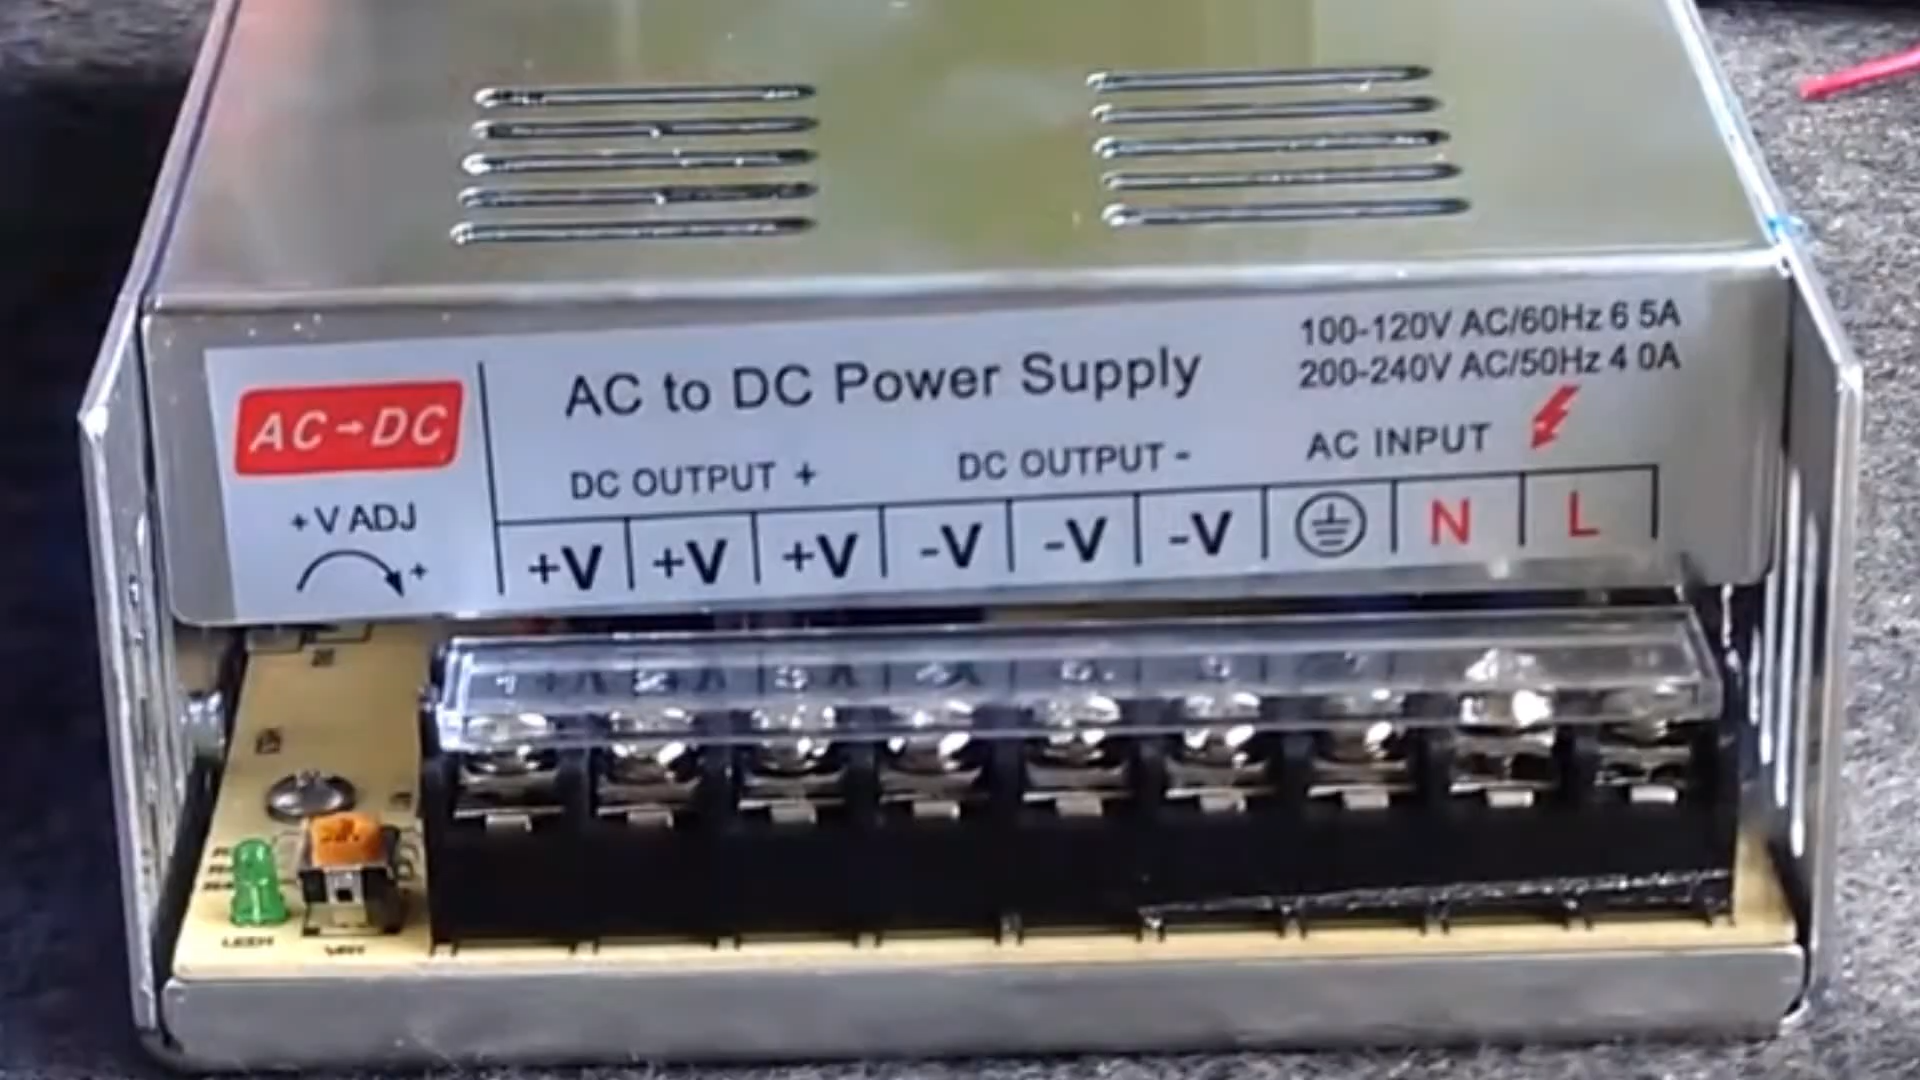 100-120V AC/60Hz 6 5A
200-240V AC/50Hz 4 0A
AC to DC Power Supply
AC→DC
DC OUTPUT +
DC OUTPUT -
AC INPUT
+ V ADJ
+
+V +V +V -V -V -V N L